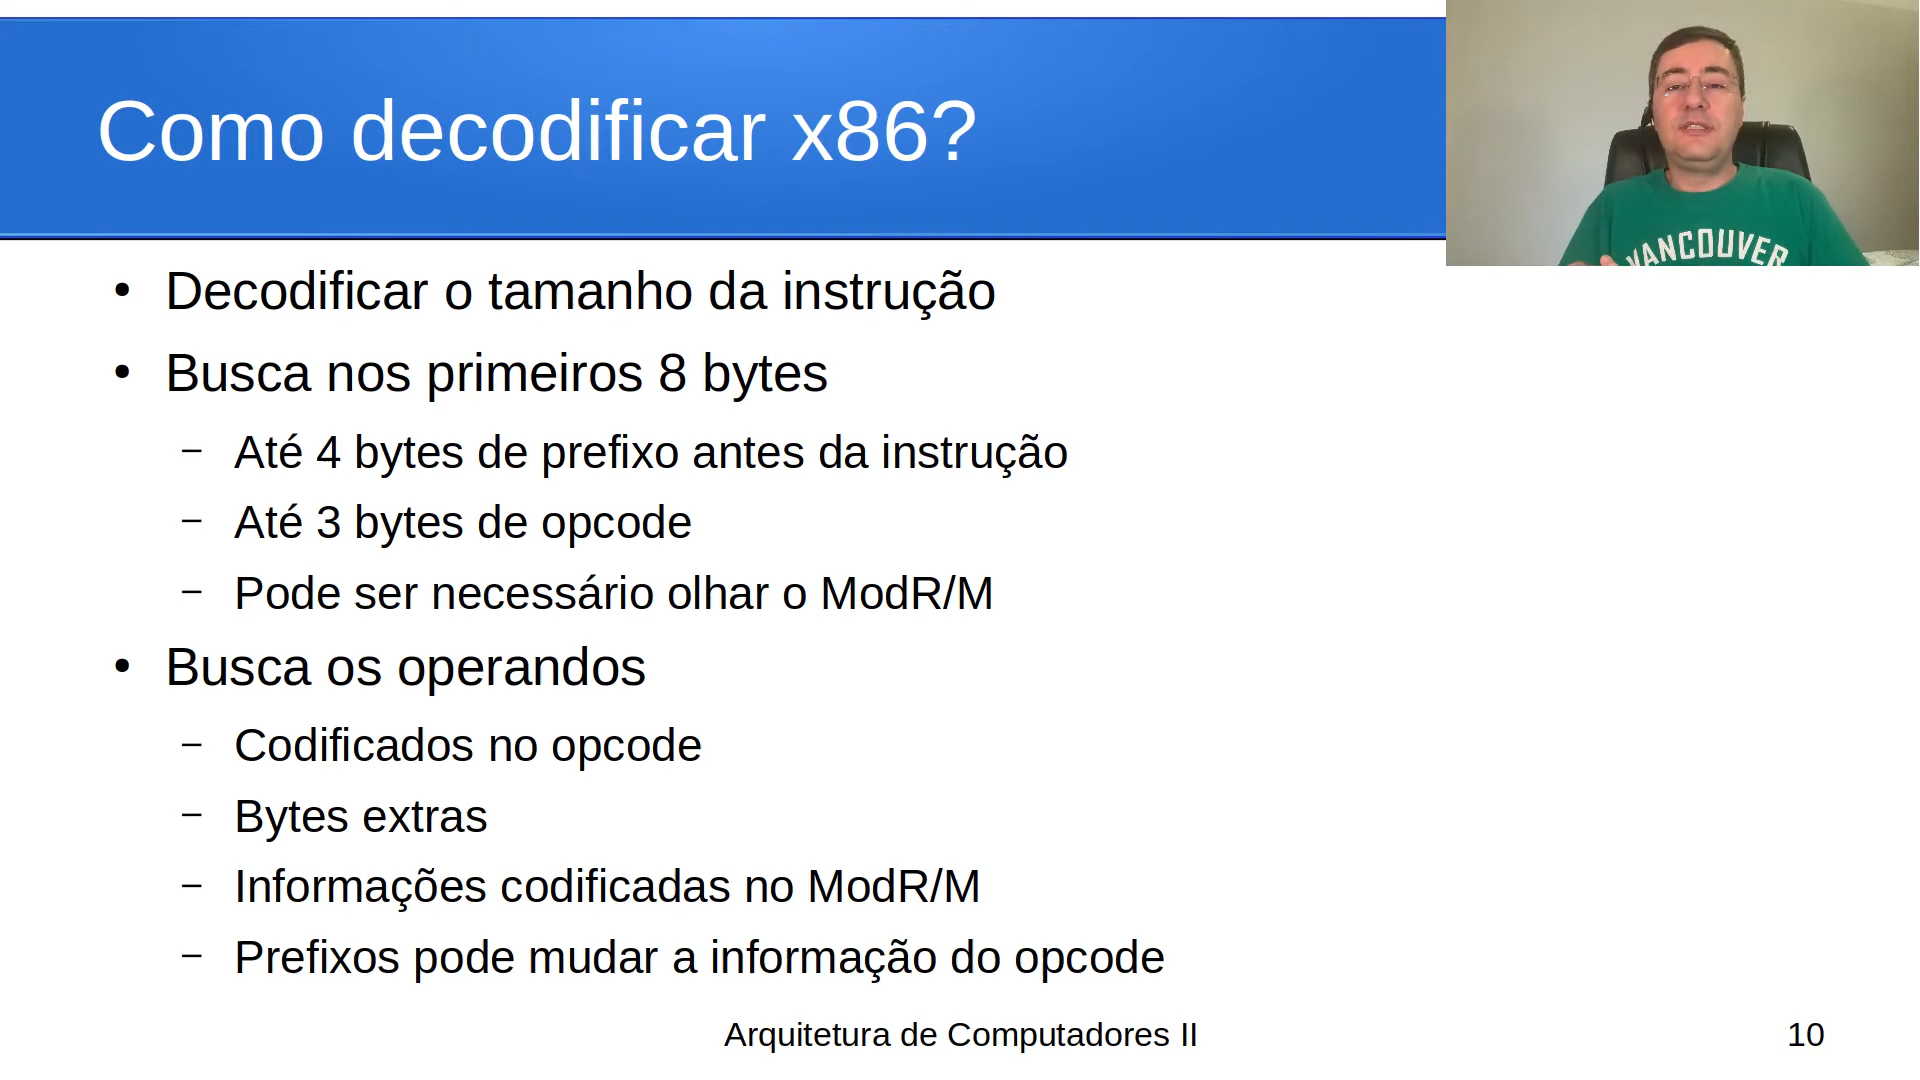 Como decodificar x86?
VANCOUVER
• Decodificar o tamanho da instrução
• Busca nos primeiros 8 bytes
– Até 4 bytes de prefixo antes da instrução
– Até 3 bytes de opcode
– Pode ser necessário olhar o ModR/M
• Busca os operandos
– Codificados no opcode
– Bytes extras
– Informações codificadas no ModR/M
– Prefixos pode mudar a informação do opcode
Arquitetura de Computadores II
10